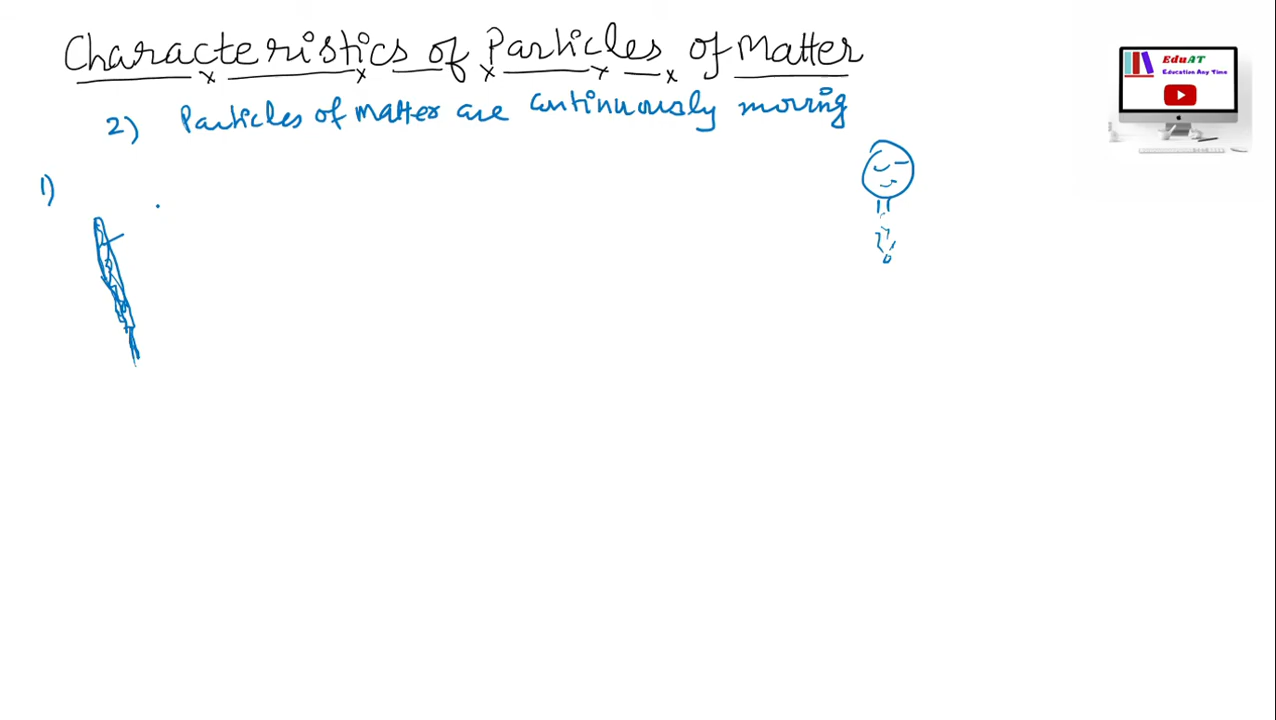 Characteristics of Particles of Matter
2) Particles of matter are continuously moving
1)
EduAT
Education Any Time